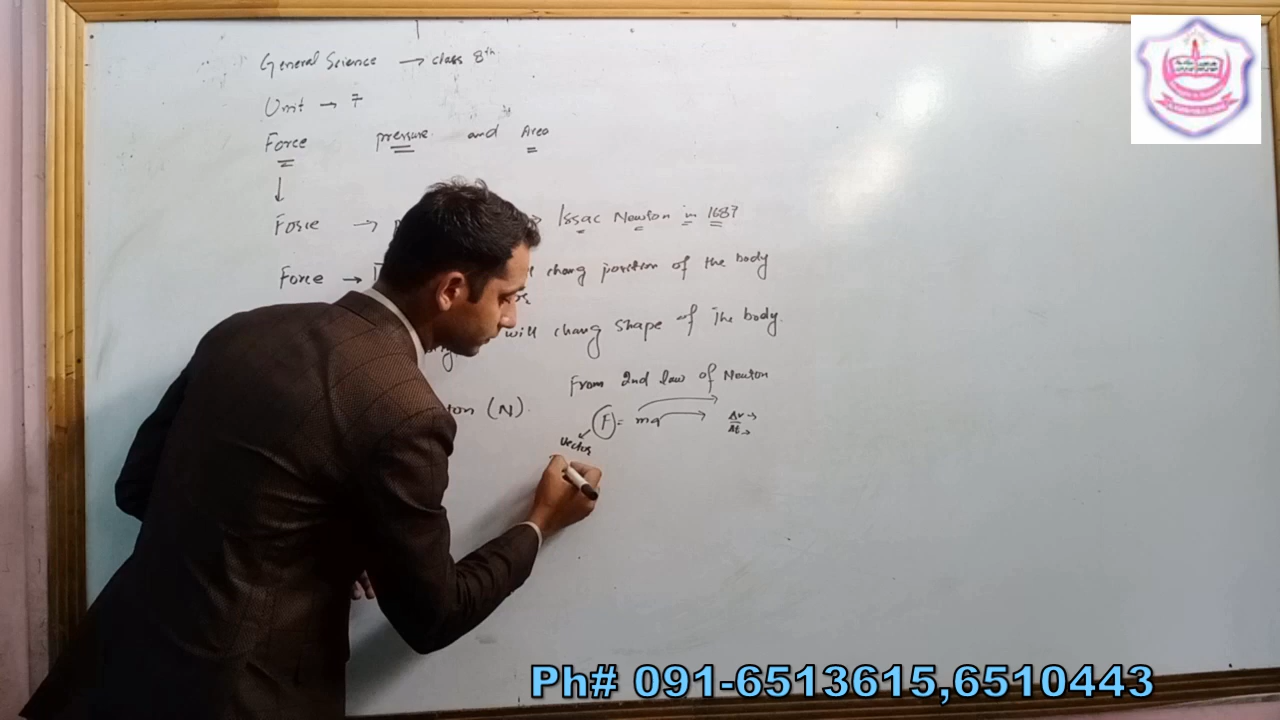 General Science → class 8th
Unit → 7
Force pressure and Area
↓
Force → → Issac Newton in 1687
Force → chang position of the body
will chang shape of the body.
From 2nd law of Newton
(N).
F = ma → Δv →
Δt →
vector
Ph# 091-6513615,6510443